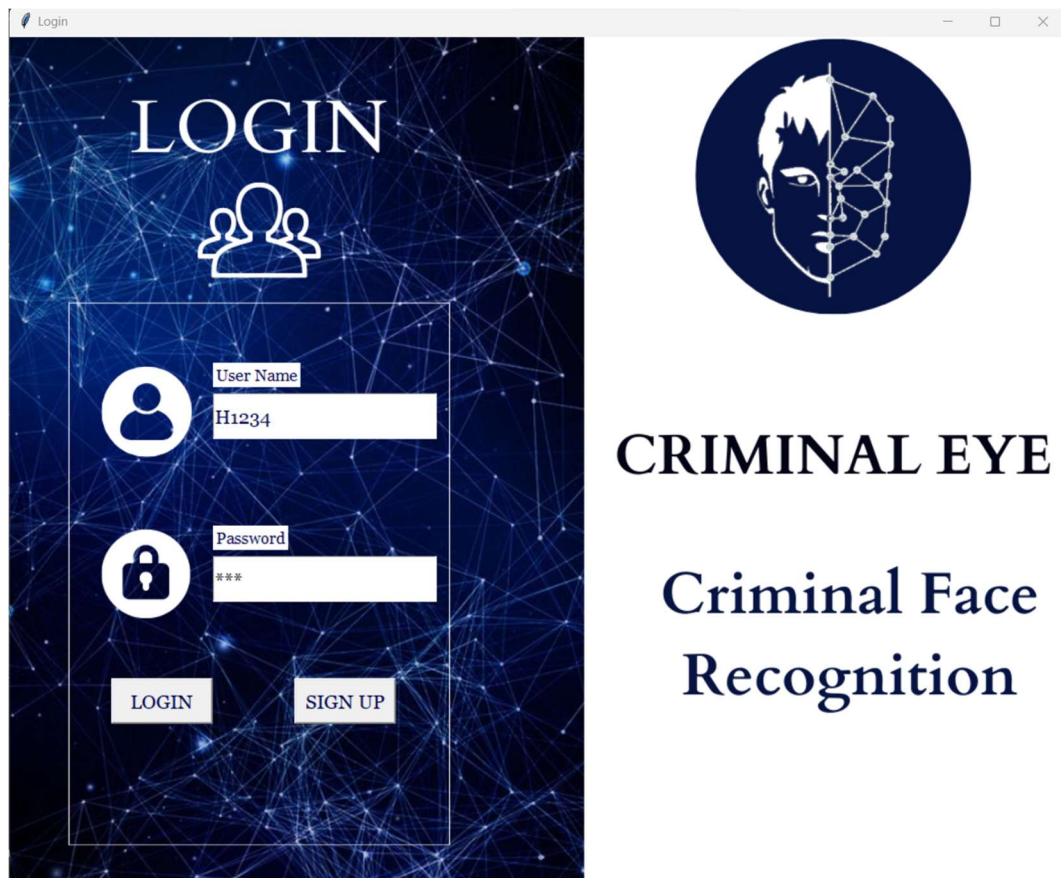 Login
LOGIN
User Name
H1234
Password
***
LOGIN
SIGN UP
CRIMINAL EYE
Criminal Face
Recognition